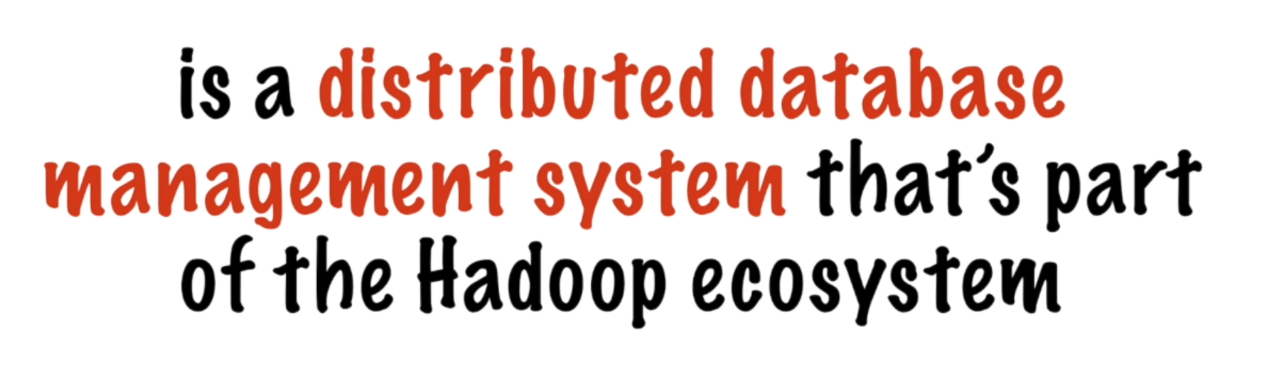 is a distributed database
management system that's part
of the Hadoop ecosystem